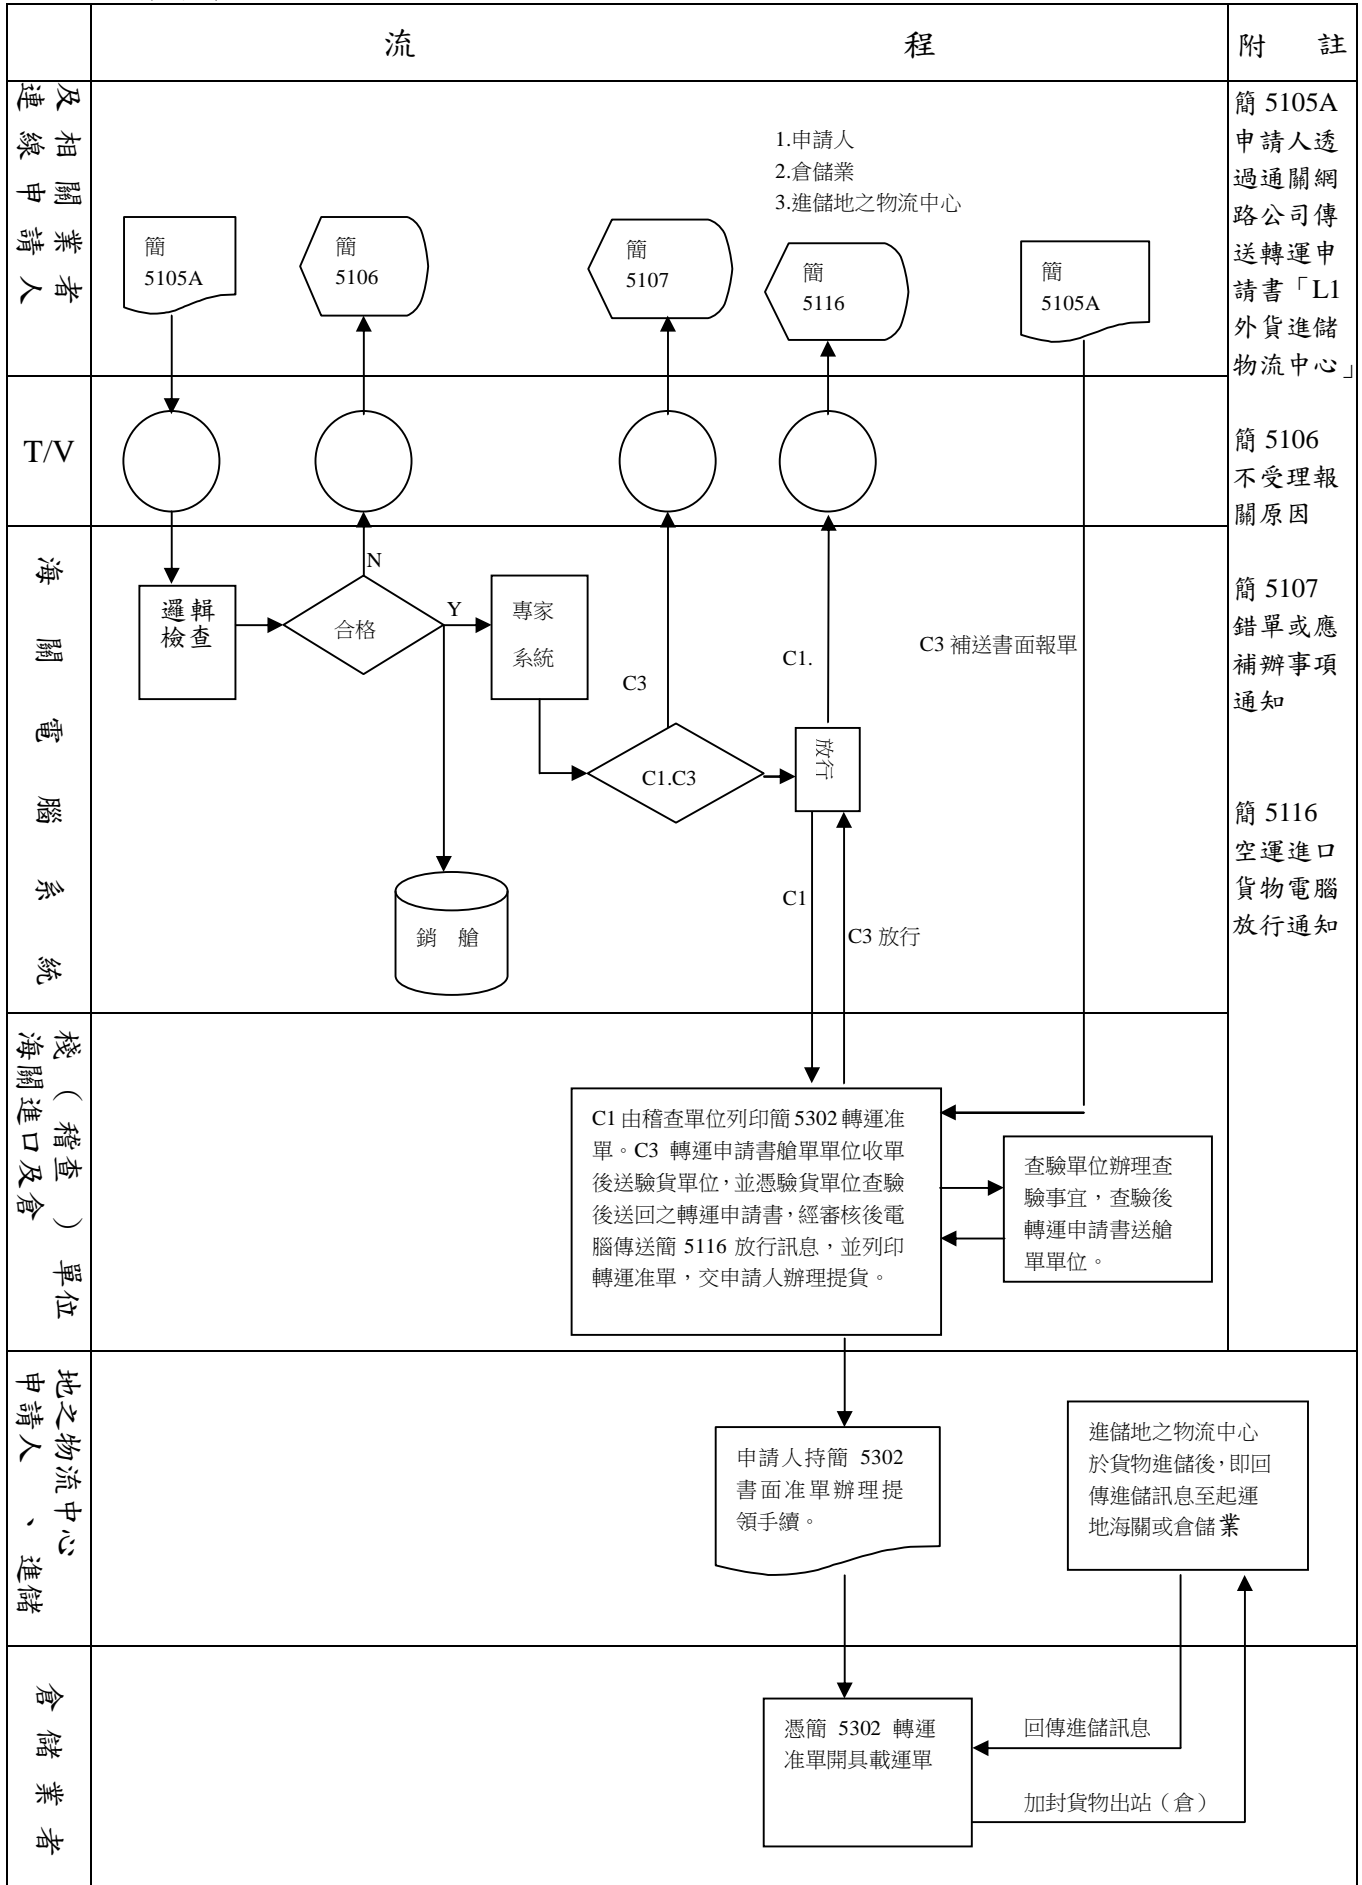 流 程
附 註
連線申請人
及相關業者
1.申請人
2.倉儲業
3.進儲地之物流中心
簡
5105A
簡
5106
簡
5107
簡
5116
簡
5105A
簡 5105A
申請人透
過通關網
路公司傳
送轉運申
請書「L1
外貨進儲
物流中心」
T/V
簡 5106
不受理報
關原因
海關電腦系統
邏輯
檢查
N
合格
Y
專家
系統
C3
C1.
C3 補送書面報單
C1.C3
放行
銷 艙
C1
C3 放行
簡 5107
錯單或應
補辦事項
通知
簡 5116
空運進口
貨物電腦
放行通知
海關進口及倉
棧（稽查）單位
C1 由稽查單位列印簡 5302 轉運准
單。C3 轉運申請書艙單單位收單
後送驗貨單位，並憑驗貨單位查驗
後送回之轉運申請書，經審核後電
腦傳送簡 5116 放行訊息，並列印
轉運准單，交申請人辦理提貨。
查驗單位辦理查
驗事宜，查驗後
轉運申請書送艙
單單位。
申請人、進儲
地之物流中心
申請人持簡 5302
書面准單辦理提
領手續。
進儲地之物流中心
於貨物進儲後，即回
傳進儲訊息至起運
地海關或倉儲業
倉儲業者
憑簡 5302 轉運
准單開具載運單
回傳進儲訊息
加封貨物出站（倉）